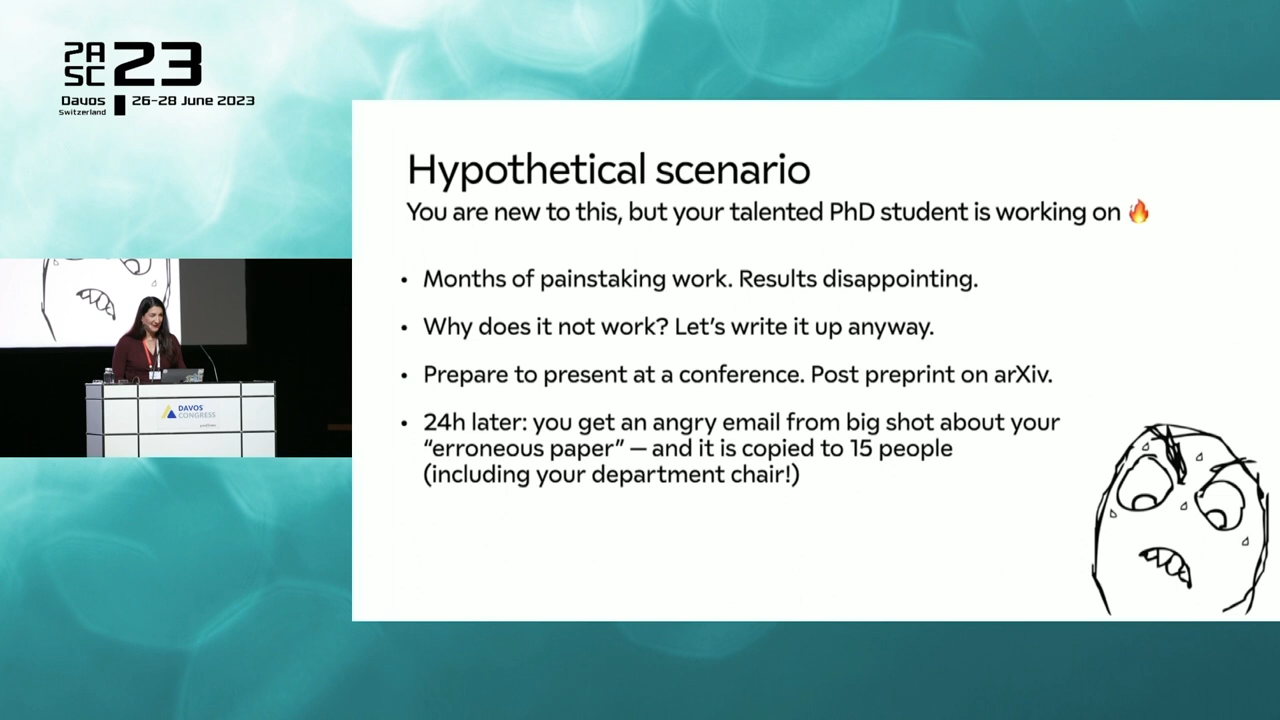 PASC 23
Davos
Switzerland
26-28 June 2023
Hypothetical scenario
You are new to this, but your talented PhD student is working on 🔥
• Months of painstaking work. Results disappointing.
• Why does it not work? Let’s write it up anyway.
• Prepare to present at a conference. Post preprint on arXiv.
• 24h later: you get an angry email from big shot about your
“erroneous paper” — and it is copied to 15 people
(including your department chair!)
DAVOS
CONGRESS